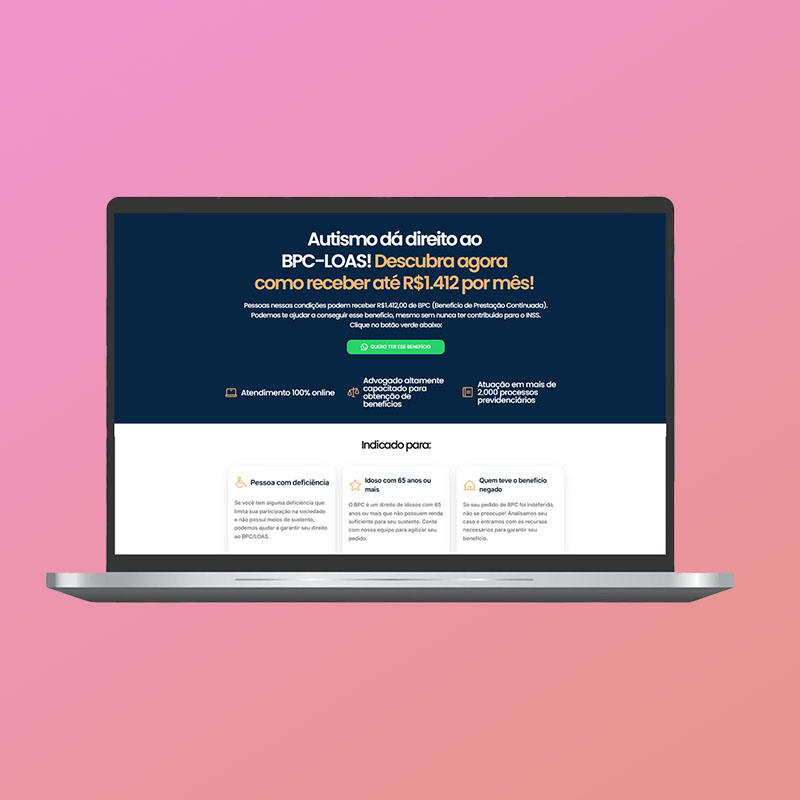 Autismo dá direito ao
BPC-LOAS! Descubra agora
como receber até R$1.412 por mês!
Pessoas nessas condições podem receber R$1.412,00 de BPC (Benefício de Prestação Continuada).
Podemos te ajudar a conseguir esse benefício, mesmo sem nunca ter contribuído para o INSS.
Clique no botão verde abaixo:
QUERO TER ESE BENEFÍCIO
Atendimento 100% online
Advogado altamente
capacitado para
obtenção de
benefícios
Atuação em mais de
2.000 processos
previdenciários
Indicado para:
Pessoa com deficiência
Se você tem alguma deficiência que
limita sua participação na sociedade
e não possui meios de sustento,
podemos ajudar a garantir seu direito
ao BPC/LOAS.
Idoso com 65 anos ou
mais
O BPC é um direito de idosos com 65
anos ou mais que não possuem renda
suficiente para seu sustento. Conte
com nossa equipe para agilizar seu
pedido.
Quem teve o benefício
negado
Se seu pedido de BPC foi indeferido,
não se preocupe! Analisamos seu
caso e entramos com os recursos
necessários para garantir seu
benefício.